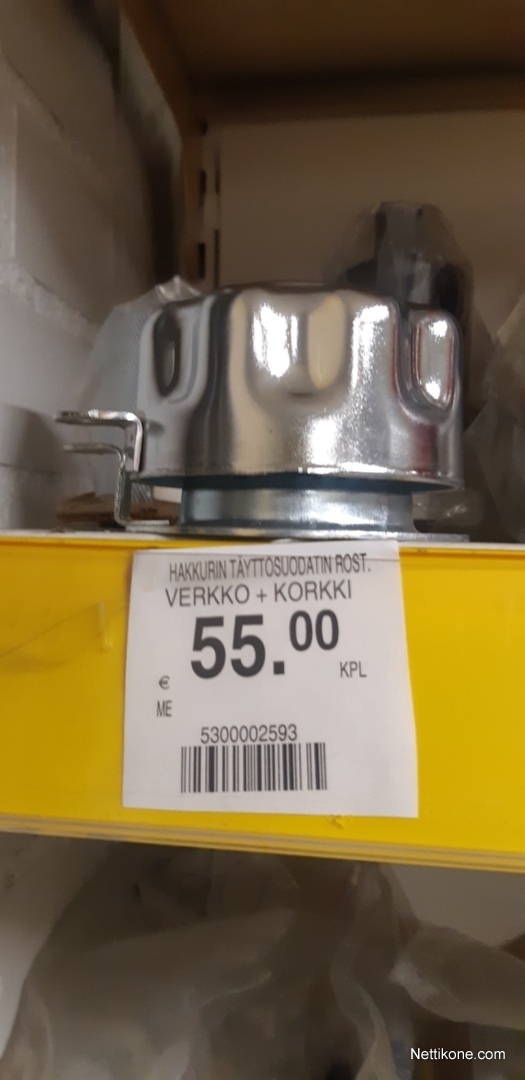 HAKKURIN TÄYTTÖSUODATIN ROST.
VERKKO + KORKKI
55.00
€
KPL
ME
5300002593
Nettikone.com